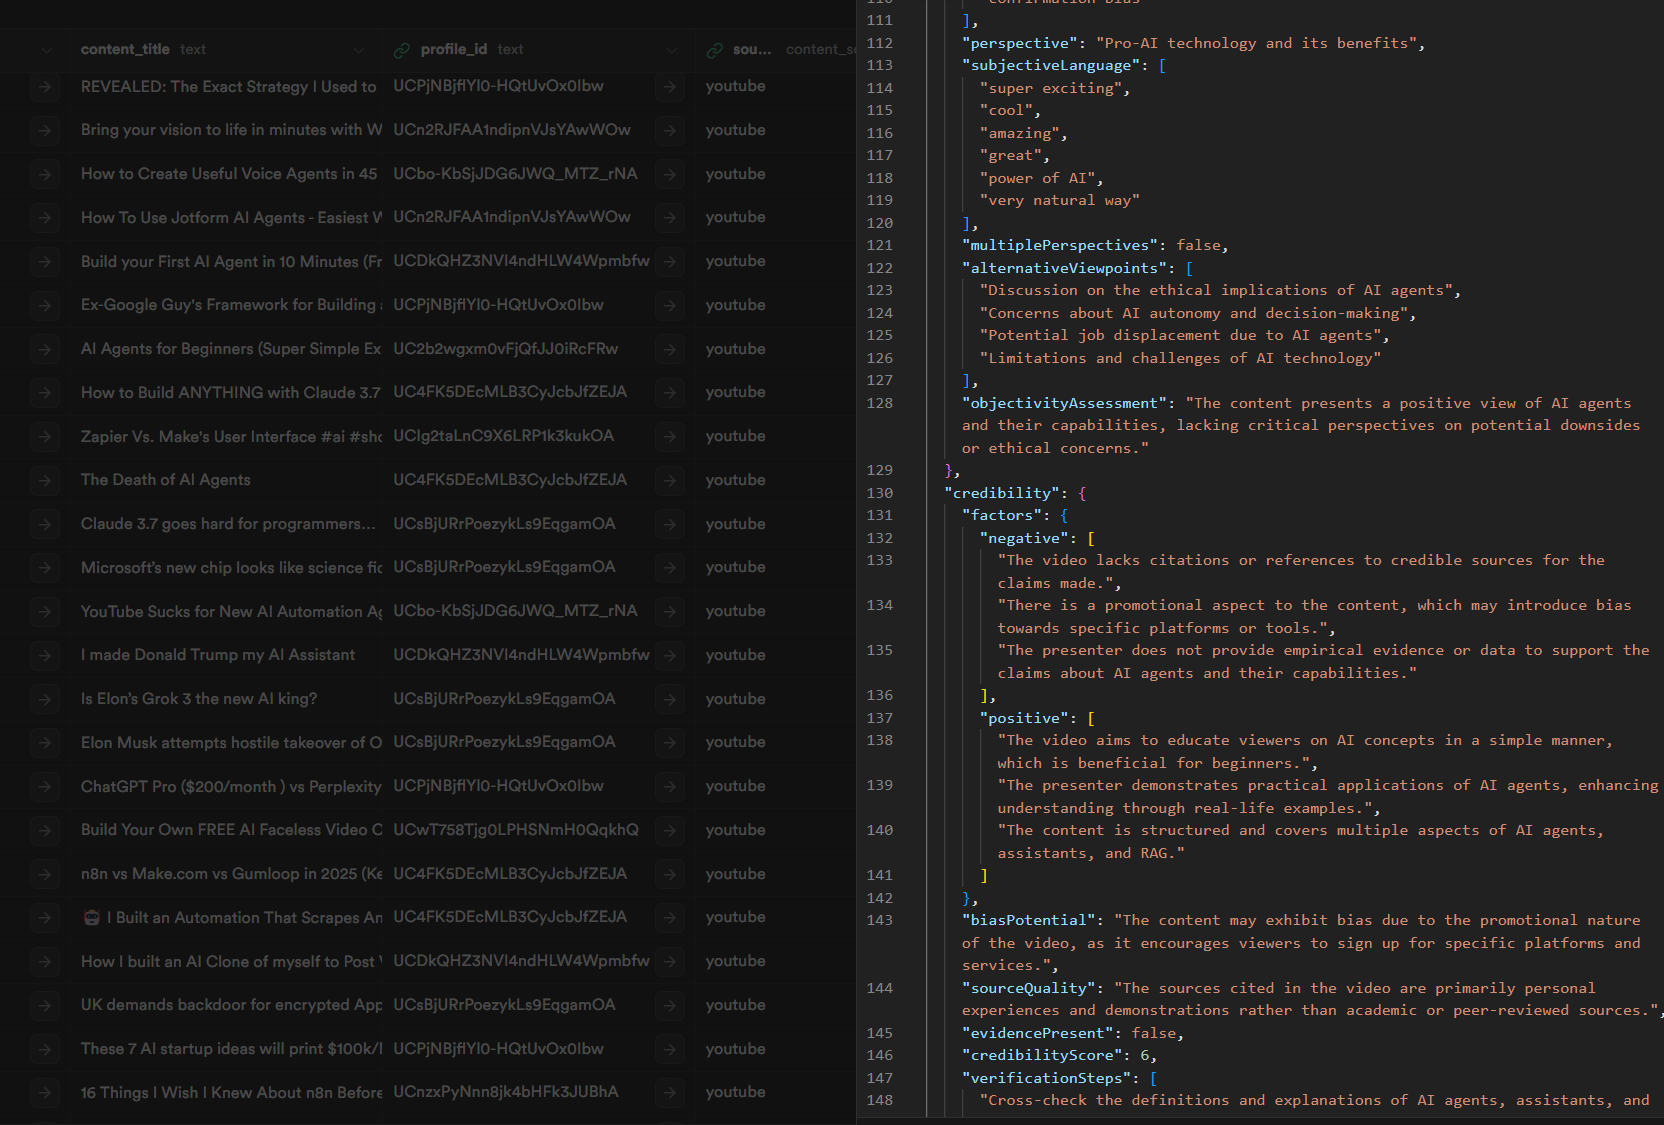 content_title text
profile_id text
sou... content_s
REVEALED: The Exact Strategy I Used to UCPjNBjflYl0-HQtUvOx0lbw youtube
Bring your vision to life in minutes with W UCn2RJFAA1ndipnVJsYAwWOw youtube
How to Create Useful Voice Agents in 45 UCbo-KbSjJDG6JWQ_MTZ_rNA youtube
How To Use Jotform AI Agents - Easiest W UCn2RJFAA1ndipnVJsYAwWOw youtube
Build your First AI Agent in 10 Minutes (Fr UCDkQHZ3NVI4ndHLW4Wpmbfw youtube
Ex-Google Guy's Framework for Building UCPjNBjflYl0-HQtUvOx0lbw youtube
AI Agents for Beginners (Super Simple Ex UC2b2wgxm0vFjQfJJ0iRcFRw youtube
How to Build ANYTHING with Claude 3.7 UC4FK5DEcMLB3CyJcbJfZEJA youtube
Zapier Vs. Make's User Interface #ai #sho UCIg2taLnC9X6LRP1k3kukOA youtube
The Death of AI Agents UC4FK5DEcMLB3CyJcbJfZEJA youtube
Claude 3.7 goes hard for programmers... UCsBjURrPoezykLs9EqgamOA youtube
Microsoft's new chip looks like science fic UCsBjURrPoezykLs9EqgamOA youtube
YouTube Sucks for New AI Automation Ag UCbo-KbSjJDG6JWQ_MTZ_rNA youtube
I made Donald Trump my AI Assistant UCDkQHZ3NVI4ndHLW4Wpmbfw youtube
Is Elon's Grok 3 the new AI king? UCsBjURrPoezykLs9EqgamOA youtube
Elon Musk attempts hostile takeover of O UCsBjURrPoezykLs9EqgamOA youtube
ChatGPT Pro ($200/month ) vs Perplexity UCPjNBjflYl0-HQtUvOx0lbw youtube
Build Your Own FREE AI Faceless Video C UCwT758Tjg0LPHSNmH0QqkhQ youtube
n8n vs Make.com vs Gumloop in 2025 (Ke UC4FK5DEcMLB3CyJcbJfZEJA youtube
🤖 I Built an Automation That Scrapes An UC4FK5DEcMLB3CyJcbJfZEJA youtube
How I built an AI Clone of myself to Post UCDkQHZ3NVI4ndHLW4Wpmbfw youtube
UK demands backdoor for encrypted App UCsBjURrPoezykLs9EqgamOA youtube
These 7 AI startup ideas will print $100k/ UCPjNBjflYl0-HQtUvOx0lbw youtube
16 Things I Wish I Knew About n8n Before UCnzxPyNnn8jk4bHFk3JUBhA youtube
110 "confirmation bias"
111 ],
112 "perspective": "Pro-AI technology and its benefits",
113 "subjectiveLanguage": [
114 "super exciting",
115 "cool",
116 "amazing",
117 "great",
118 "power of AI",
119 "very natural way"
120 ],
121 "multiplePerspectives": false,
122 "alternativeViewpoints": [
123 "Discussion on the ethical implications of AI agents",
124 "Concerns about AI autonomy and decision-making",
125 "Potential job displacement due to AI agents",
126 "Limitations and challenges of AI technology"
127 ],
128 "objectivityAssessment": "The content presents a positive view of AI agents
and their capabilities, lacking critical perspectives on potential downsides
or ethical concerns."
129 },
130 "credibility": {
131 "factors": {
132 "negative": [
133 "The video lacks citations or references to credible sources for the
claims made.",
134 "There is a promotional aspect to the content, which may introduce bias
towards specific platforms or tools.",
135 "The presenter does not provide empirical evidence or data to support the
claims about AI agents and their capabilities."
136 ],
137 "positive": [
138 "The video aims to educate viewers on AI concepts in a simple manner,
which is beneficial for beginners.",
139 "The presenter demonstrates practical applications of AI agents, enhancing
understanding through real-life examples.",
140 "The content is structured and covers multiple aspects of AI agents,
assistants, and RAG."
141 ]
142 },
143 "biasPotential": "The content may exhibit bias due to the promotional nature
of the video, as it encourages viewers to sign up for specific platforms and
services.",
144 "sourceQuality": "The sources cited in the video are primarily personal
experiences and demonstrations rather than academic or peer-reviewed sources.",
145 "evidencePresent": false,
146 "credibilityScore": 6,
147 "verificationSteps": [
148 "Cross-check the definitions and explanations of AI agents, assistants, and